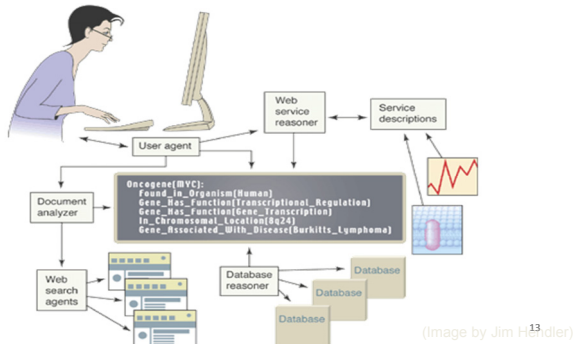 Web
service
reasoner
Service
descriptions
User agent
Oncogene(MYC):
Found_in_Organism(Human)
Gene_Has_Function(Transcriptional_Regulation)
Gene_Has_Function(Gene_Transcription)
In_Chromosomal_Location(8q24)
Gene_Associated_With_Disease(Burkitts_Lymphoma)
Document
analyzer
Web
search
agents
Database
reasoner
Database
Database
Database
13
(Image by Jim Hendler)